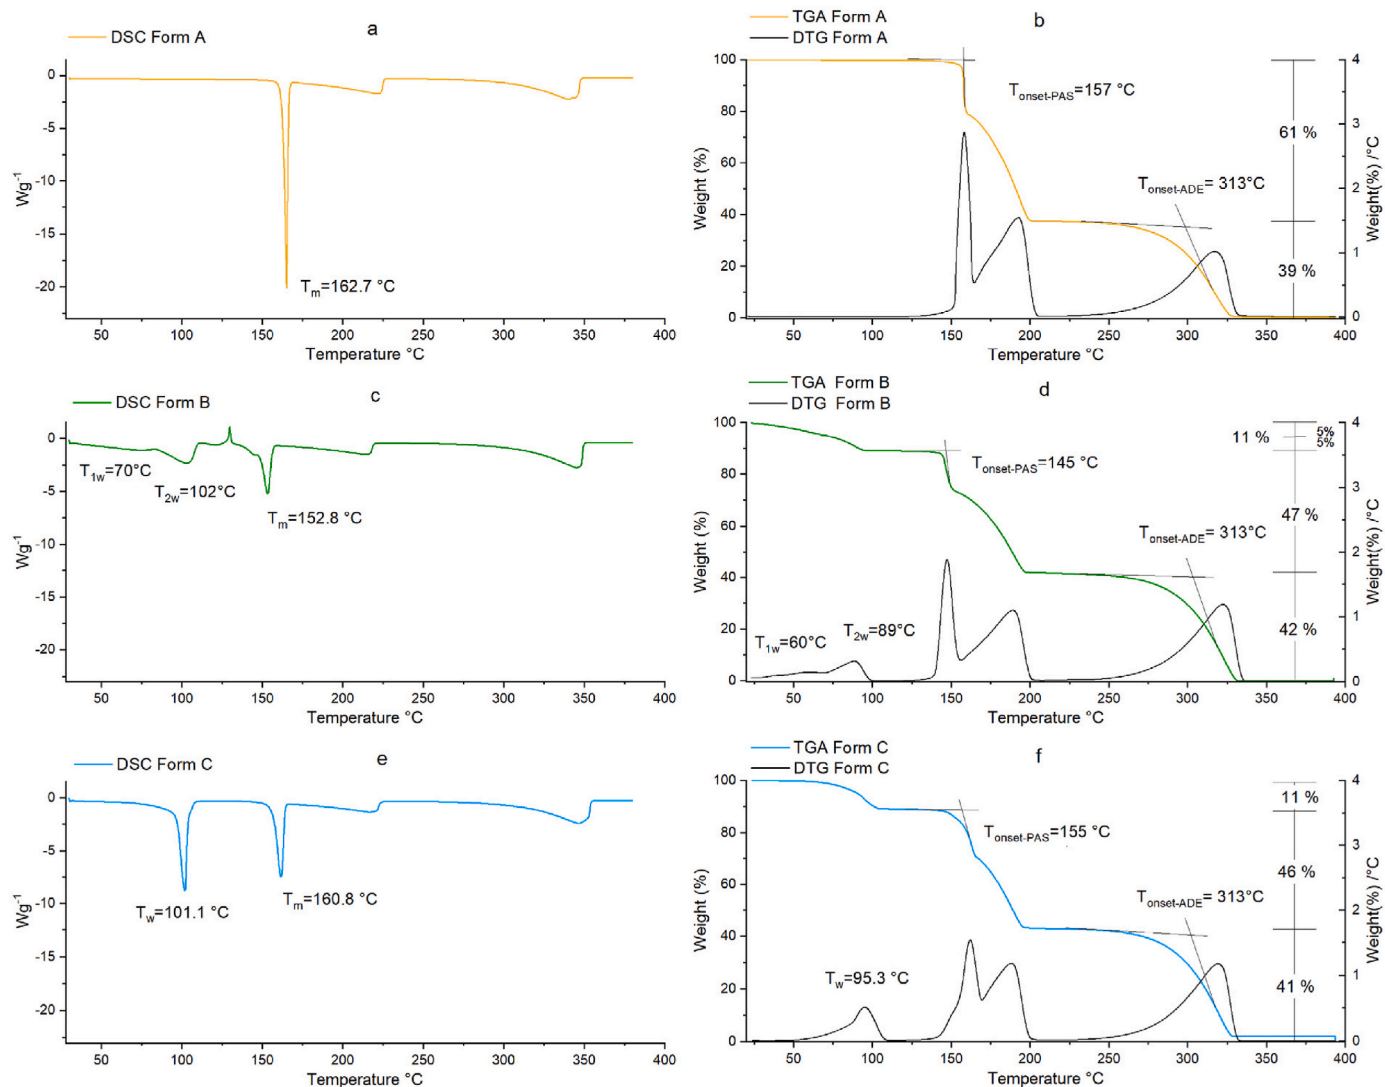 DSC Form A
a
0
-5
-10
-15
-20
Wg-1
Tm=162.7 °C
50 100 150 200 250 300 350 400
Temperature °C
TGA Form A
DTG Form A
b
100
80
60
40
20
0
Weight (%)
Tonset-PAS=157 °C
Tonset-ADE= 313°C
61 %
39 %
4
3
2
1
0
Weight(%) /°C
50 100 150 200 250 300 350 400
Temperature °C
DSC Form B
c
0
-5
-10
-15
-20
Wg-1
T1w=70°C
T2w=102°C
Tm=152.8 °C
50 100 150 200 250 300 350 400
Temperature °C
TGA Form B
DTG Form B
d
100
80
60
40
20
0
Weight (%)
11 %
5%
5%
Tonset-PAS=145 °C
47 %
Tonset-ADE= 313°C
42 %
T1w=60°C
T2w=89°C
4
3
2
1
0
Weight(%) /°C
50 100 150 200 250 300 350 400
Temperature °C
DSC Form C
e
0
-5
-10
-15
-20
Wg-1
Tw=101.1 °C
Tm=160.8 °C
50 100 150 200 250 300 350 400
Temperature °C
TGA Form C
DTG Form C
f
100
80
60
40
20
0
Weight (%)
11 %
Tonset-PAS=155 °C
46 %
Tonset-ADE= 313°C
41 %
Tw=95.3 °C
4
3
2
1
0
Weight(%) /°C
50 100 150 200 250 300 350 400
Temperature °C